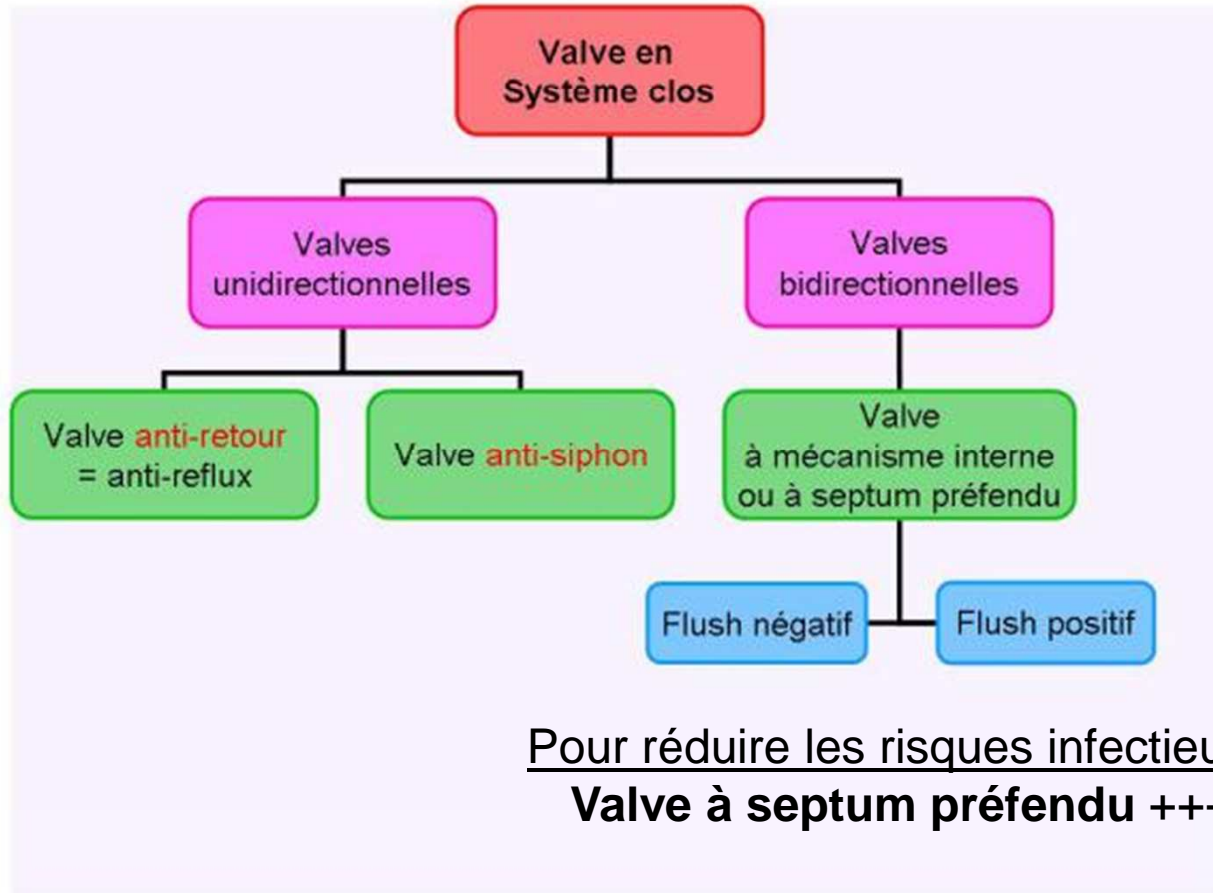 Valve en
Système clos
Valves
unidirectionnelles
Valves
bidirectionnelles
Valve anti-retour
= anti-reflux
Valve anti-siphon
Valve
à mécanisme interne
ou à septum préfendu
Flush négatif
Flush positif
Pour réduire les risques
Valve à septum préfendu ++